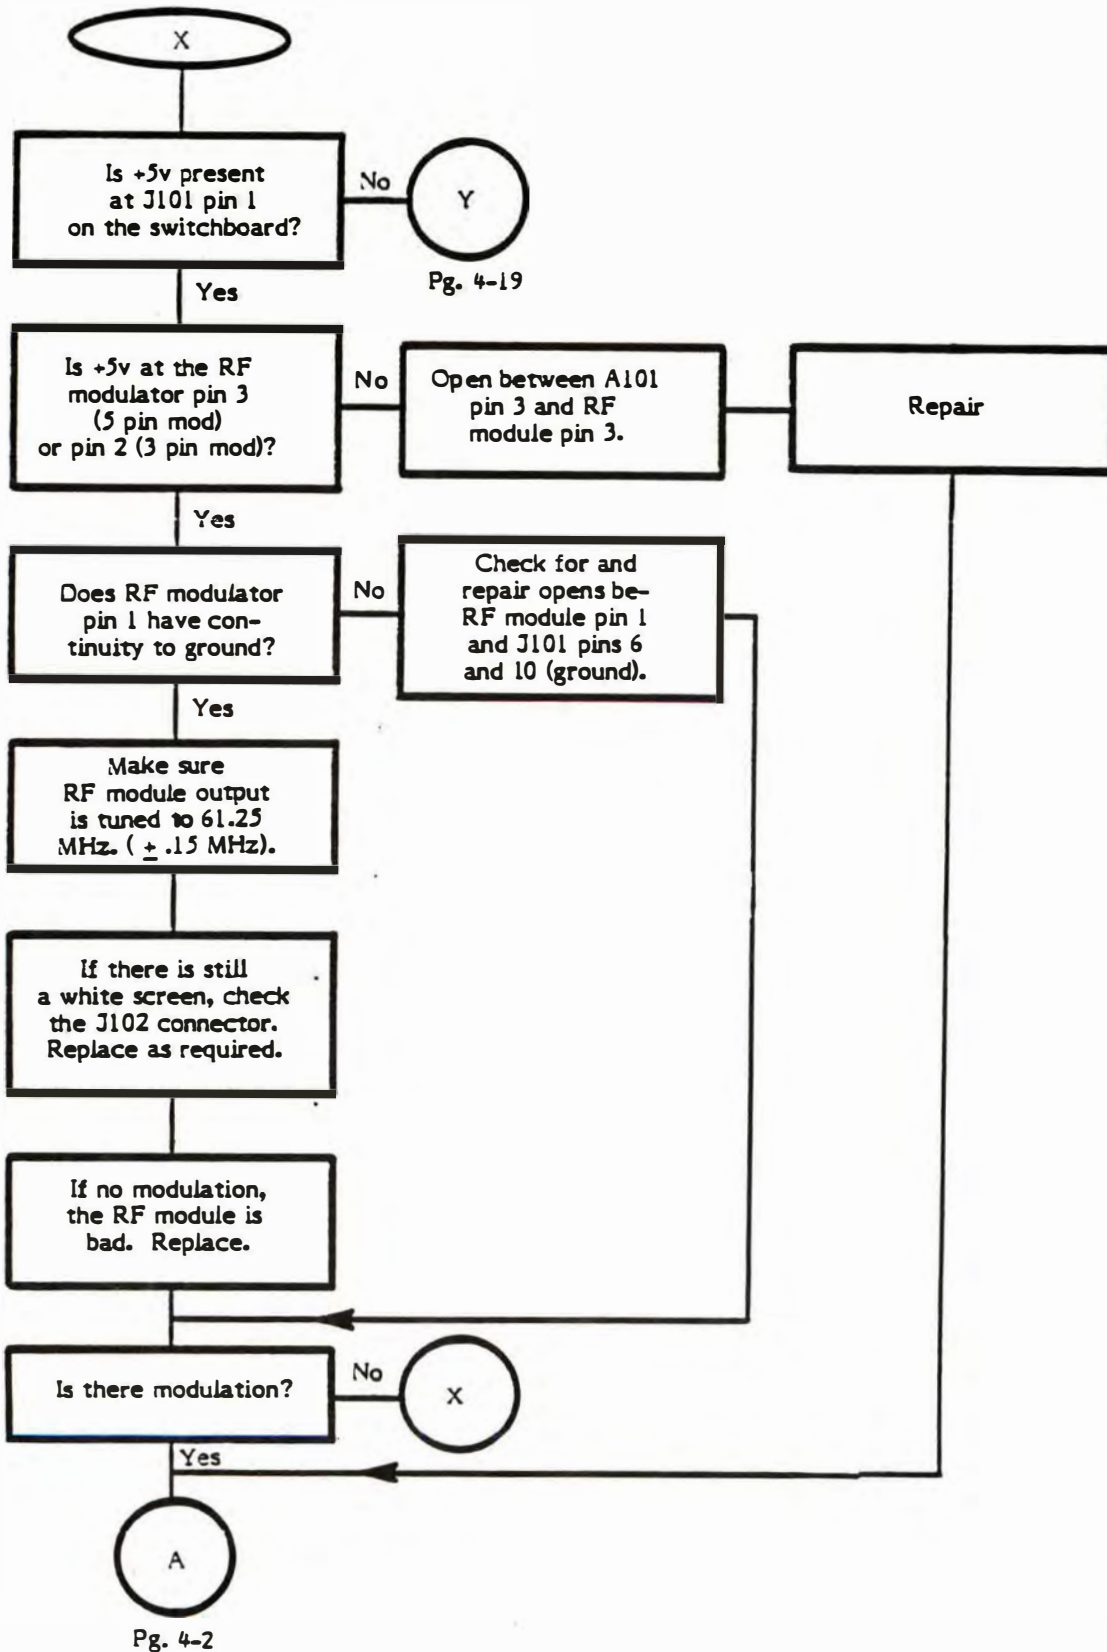 X
Is +5v present
at J101 pin 1
on the switchboard?
No
Y
Pg. 4-19
Yes
Is +5v at the RF
modulator pin 3
(5 pin mod)
or pin 2 (3 pin mod)?
No
Open between A101
pin 3 and RF
module pin 3.
Repair
Yes
Does RF modulator
pin 1 have con-
tinuity to ground?
No
Check for and
repair opens be-
RF module pin 1
and J101 pins 6
and 10 (ground).
Yes
Make sure
RF module output
is tuned to 61.25
MHz. ( ± .15 MHz).
If there is still
a white screen, check
the J102 connector.
Replace as required.
If no modulation,
the RF module is
bad. Replace.
Is there modulation?
No
X
Yes
A
Pg. 4-2